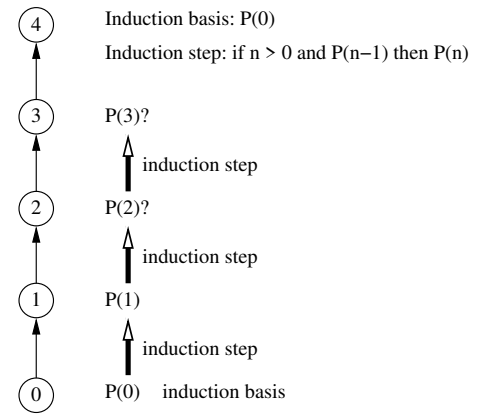 4 Induction basis: P(0)
Induction step: if n > 0 and P(n−1) then P(n)
3 P(3)?
induction step
2 P(2)?
induction step
1 P(1)
induction step
0 P(0) induction basis